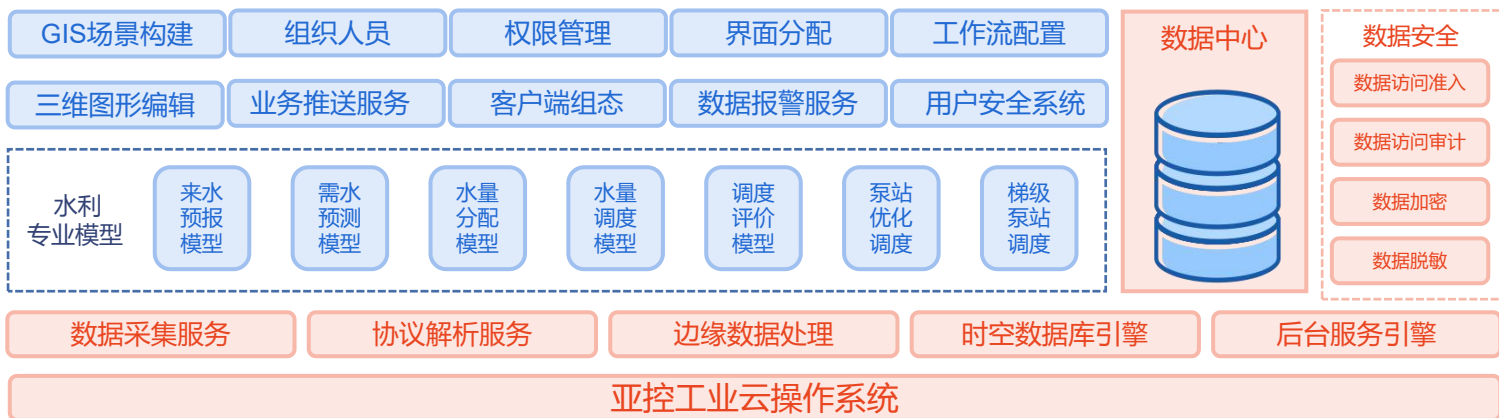 GIS场景构建
组织人员
权限管理
界面分配
工作流配置
三维图形编辑
业务推送服务
客户端组态
数据报警服务
用户安全系统
水利
专业模型
来水
预报
模型
需水
预测
模型
水量
分配
模型
水量
调度
模型
调度
评价
模型
泵站
优化
调度
梯级
泵站
调度
数据中心
数据安全
数据访问准入
数据访问审计
数据加密
数据脱敏
数据采集服务
协议解析服务
边缘数据处理
时空数据库引擎
后台服务引擎
亚控工业云操作系统